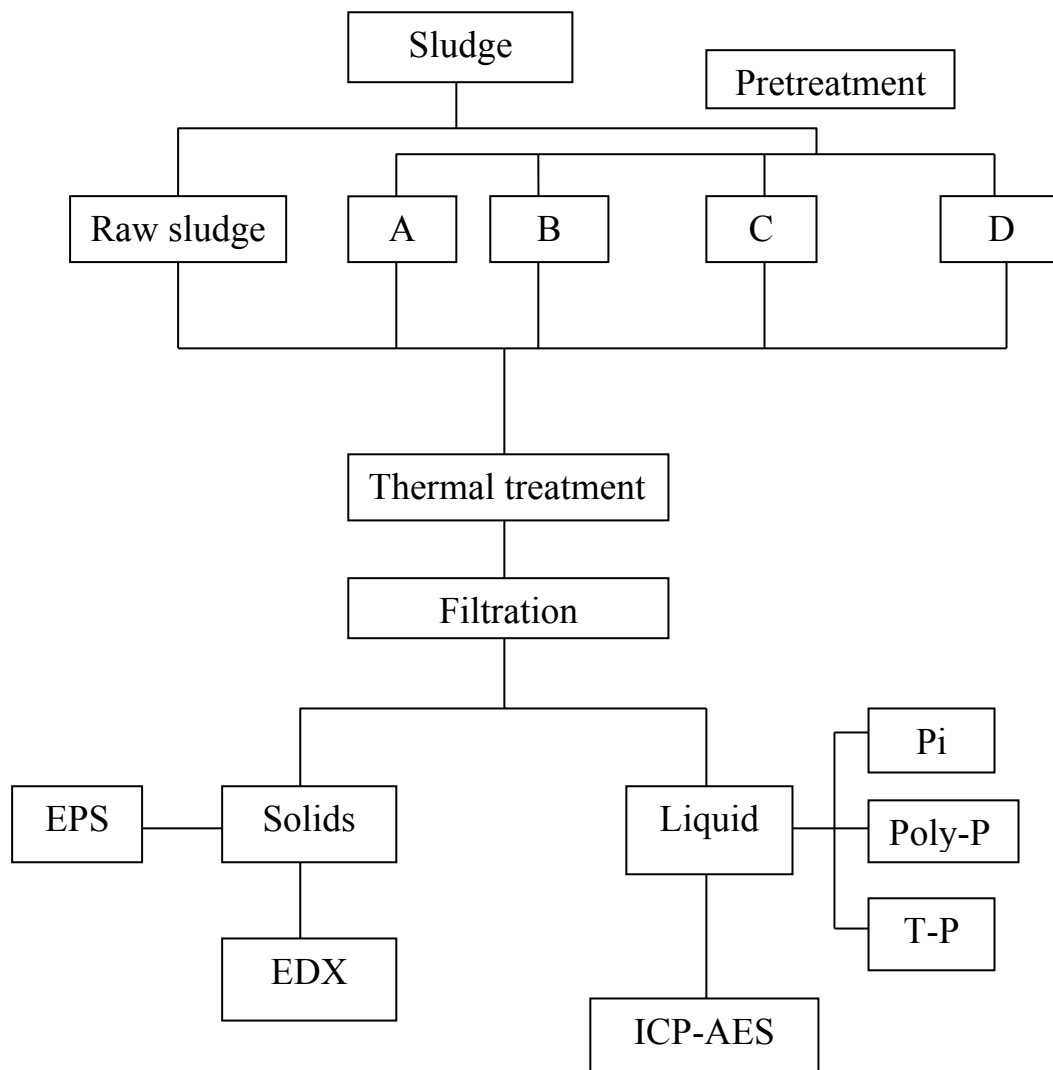 Sludge
Pretreatment
Raw sludge
A
B
C
D
Thermal treatment
Filtration
Pi
EPS
Solids
Liquid
Poly-P
T-P
EDX
ICP-AES